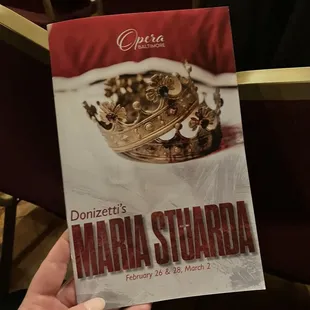 Opera
BALTIMORE
Donizetti's
MARIA STUARDA
February 26 & 28, March 2